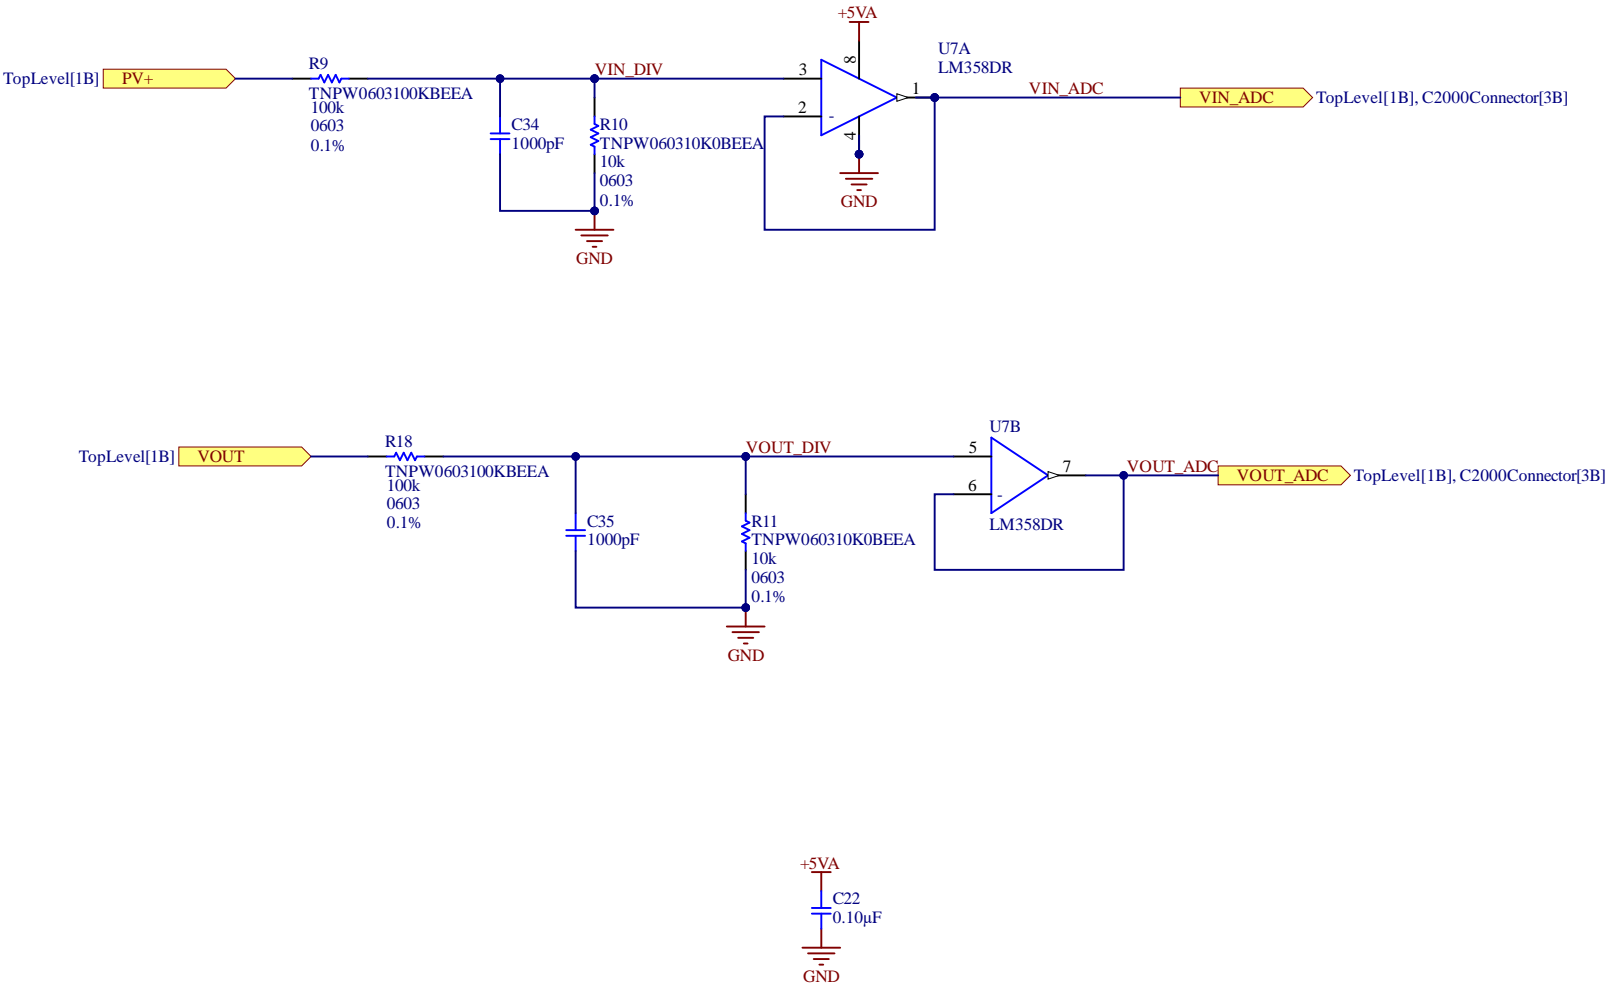 +5VA
U7A
LM358DR
R9
TopLevel[1B] PV+
TNPW0603100KBEEA
100k
0603
0.1%
VIN_DIV
C34
1000pF
R10
TNPW060310K0BEEA
10k
0603
0.1%
GND
3
2
-
8
4
1
GND
VIN_ADC
VIN_ADC TopLevel[1B], C2000Connector[3B]
R18
TopLevel[1B] VOUT
TNPW0603100KBEEA
100k
0603
0.1%
VOUT_DIV
C35
1000pF
R11
TNPW060310K0BEEA
10k
0603
0.1%
GND
U7B
5
6
-
7
LM358DR
VOUT_ADC
VOUT_ADC TopLevel[1B], C2000Connector[3B]
+5VA
C22
0.10µF
GND